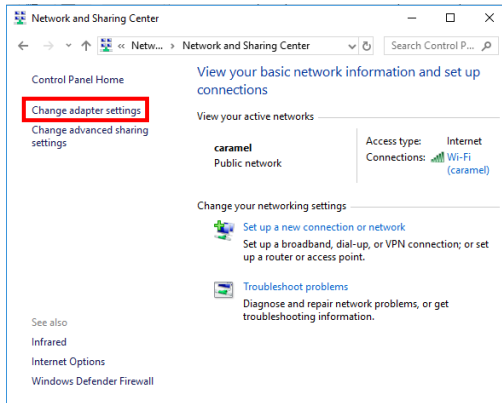 Network and Sharing Center
« Netw... › Network and Sharing Center
Search Control P...
Control Panel Home
Change adapter settings
Change advanced sharing
settings
See also
Infrared
Internet Options
Windows Defender Firewall
View your basic network information and set up
connections
View your active networks
caramel
Public network
Access type: Internet
Connections: Wi-Fi
(caramel)
Change your networking settings
Set up a new connection or network
Set up a broadband, dial-up, or VPN connection; or set
up a router or access point.
Troubleshoot problems
Diagnose and repair network problems, or get
troubleshooting information.